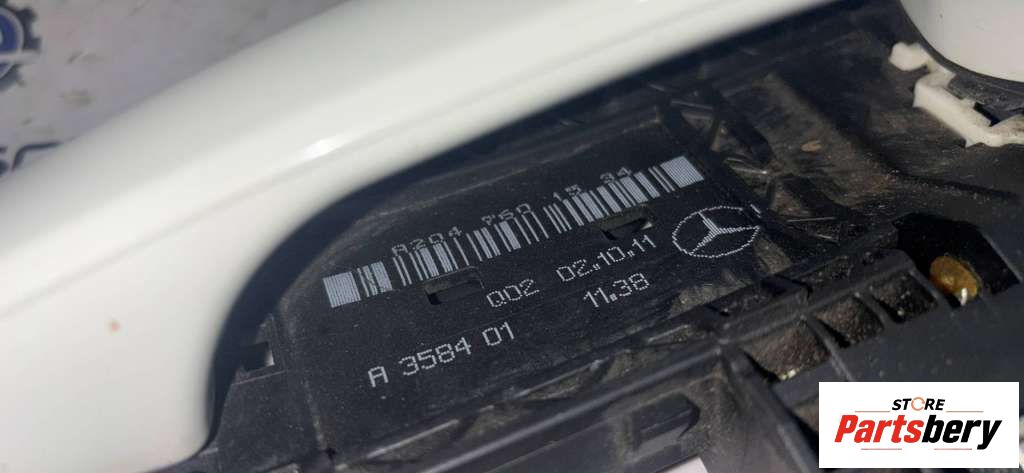 A204 760 15 34
Q02 02.10.11
11.38
A 3584 01
STORE
Partsbery